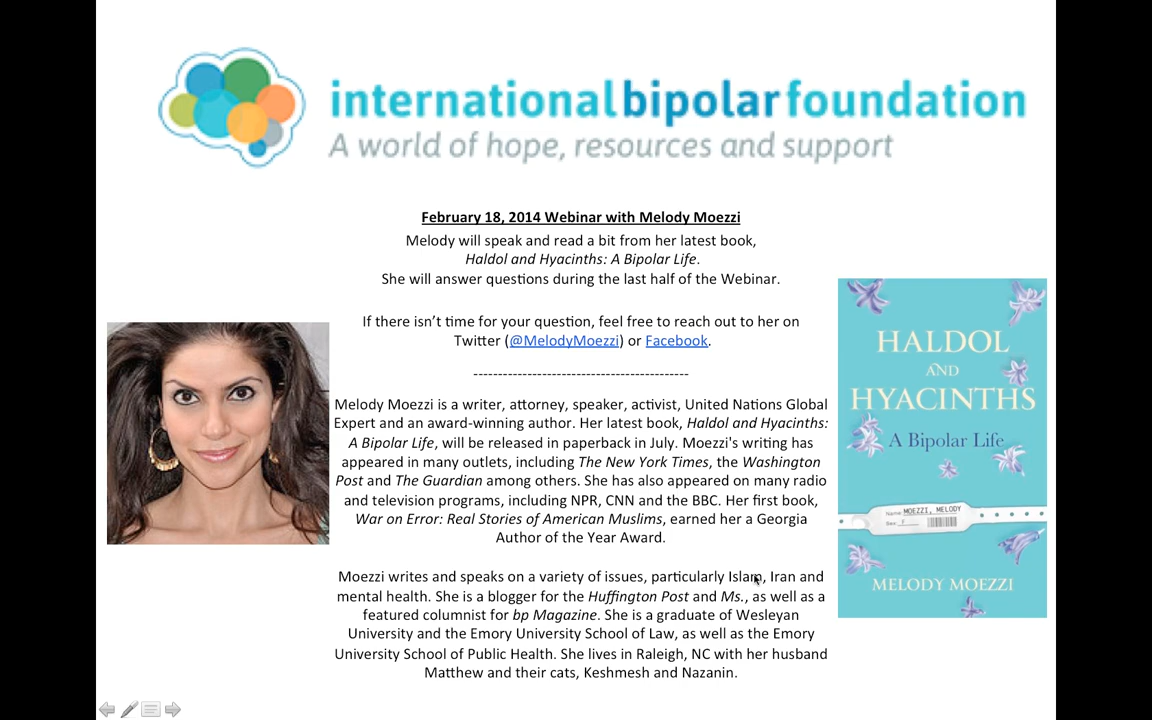 internationalbipolarfoundation
A world of hope, resources and support
February 18, 2014 Webinar with Melody Moezzi
Melody will speak and read a bit from her latest book,
Haldol and Hyacinths: A Bipolar Life.
She will answer questions during the last half of the Webinar.
If there isn't time for your question, feel free to reach out to her on
Twitter (@MelodyMoezzi) or Facebook.
--------------------------------------------
Melody Moezzi is a writer, attorney, speaker, activist, United Nations Global
Expert and an award-winning author. Her latest book, Haldol and Hyacinths:
A Bipolar Life, will be released in paperback in July. Moezzi's writing has
appeared in many outlets, including The New York Times, the Washington
Post and The Guardian among others. She has also appeared on many radio
and television programs, including NPR, CNN and the BBC. Her first book,
War on Error: Real Stories of American Muslims, earned her a Georgia
Author of the Year Award.
Moezzi writes and speaks on a variety of issues, particularly Islam, Iran and
mental health. She is a blogger for the Huffington Post and Ms., as well as a
featured columnist for bp Magazine. She is a graduate of Wesleyan
University and the Emory University School of Law, as well as the Emory
University School of Public Health. She lives in Raleigh, NC with her husband
Matthew and their cats, Keshmesh and Nazanin.
HALDOL
AND
HYACINTHS
A Bipolar Life
Name: MOEZZI, MELODY
Sex: F
MELODY MOEZZI